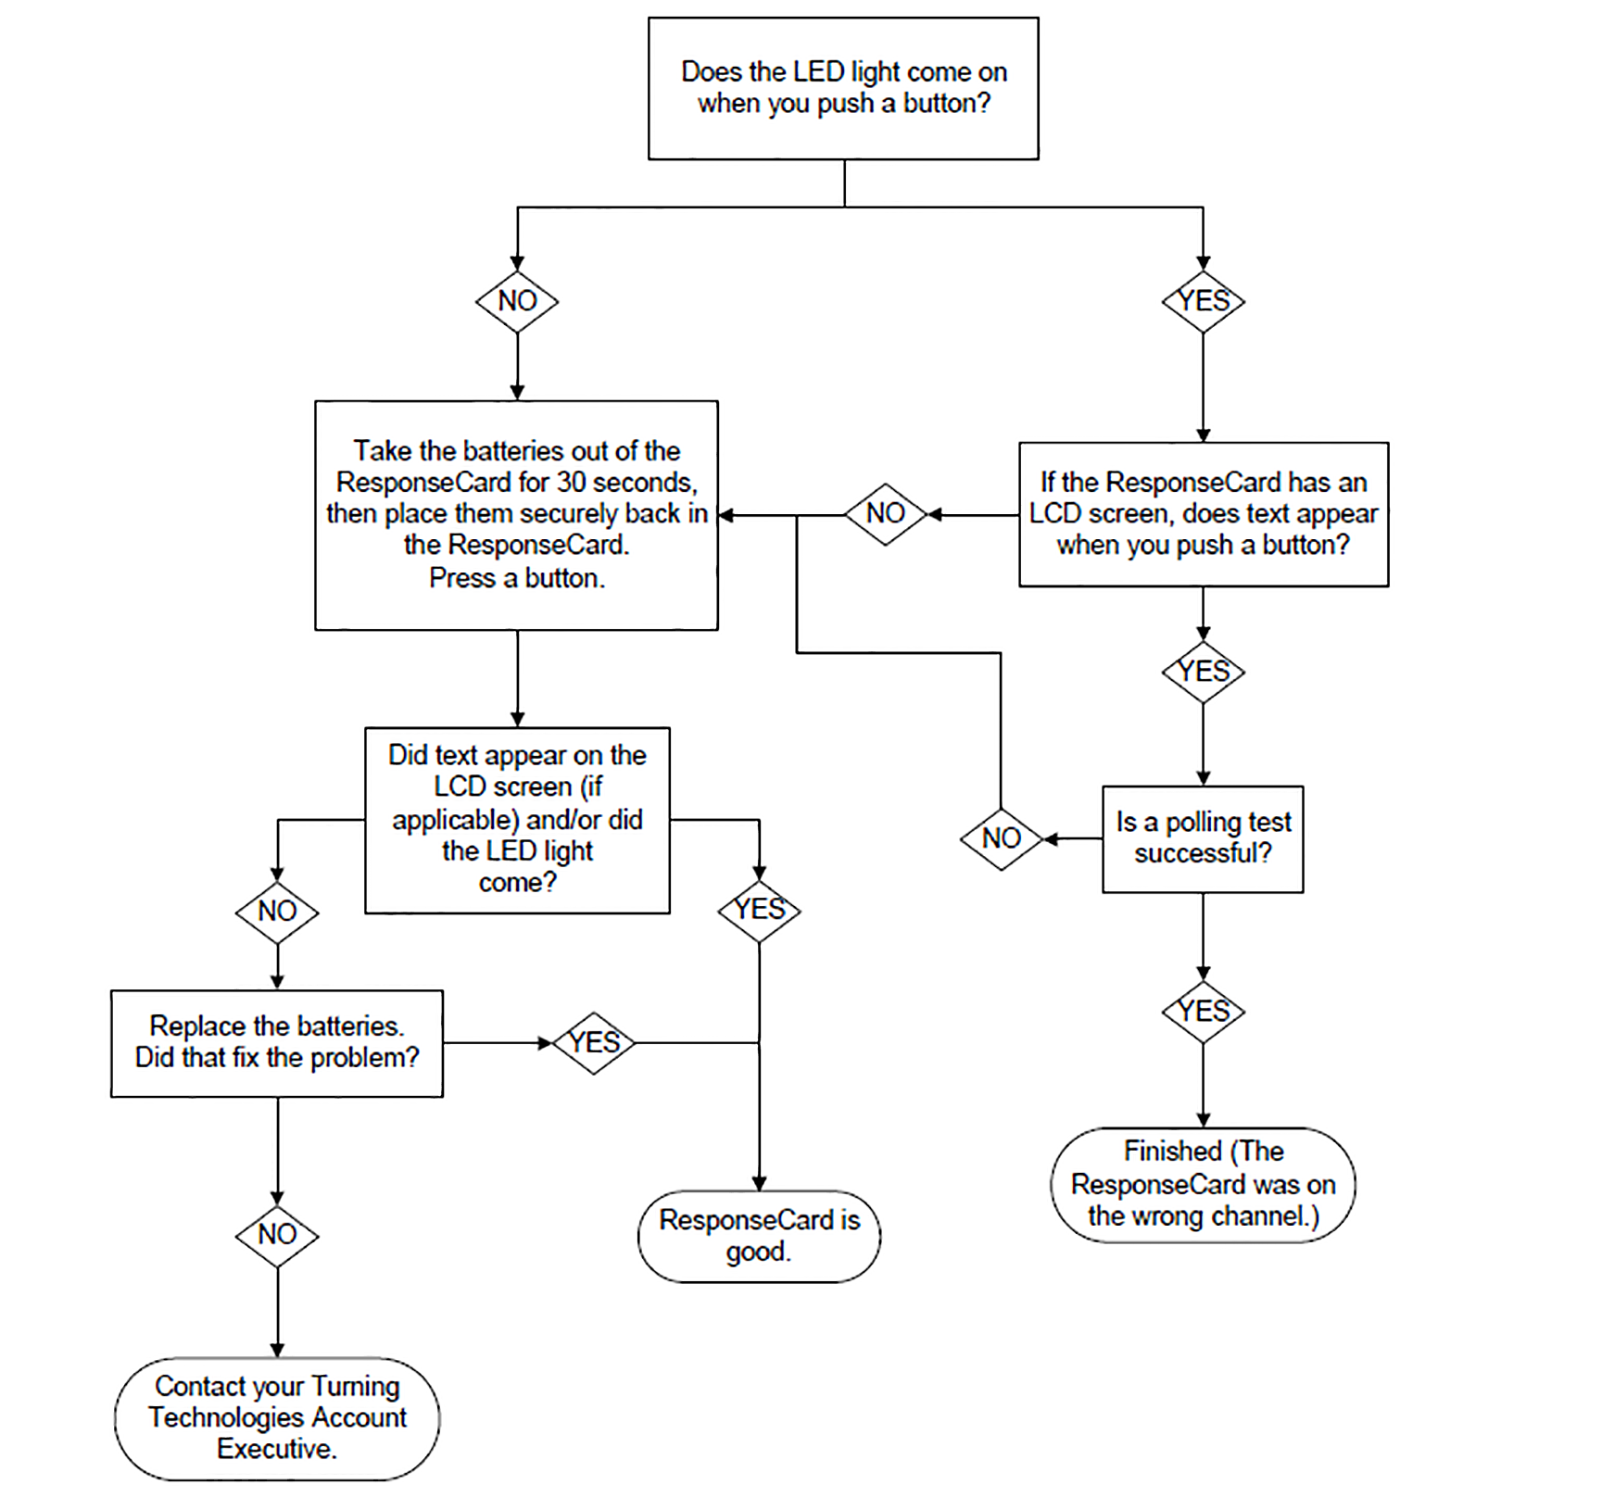 Does the LED light come on
when you push a button?
NO
YES
Take the batteries out of the
ResponseCard for 30 seconds,
then place them securely back in
the ResponseCard.
Press a button.
NO
If the ResponseCard has an
LCD screen, does text appear
when you push a button?
YES
Did text appear on the
LCD screen (if
applicable) and/or did
the LED light
come?
NO
Is a polling test
successful?
NO
YES
Replace the batteries.
Did that fix the problem?
YES
YES
NO
ResponseCard is
good.
Finished (The
ResponseCard was on
the wrong channel.)
Contact your Turning
Technologies Account
Executive.